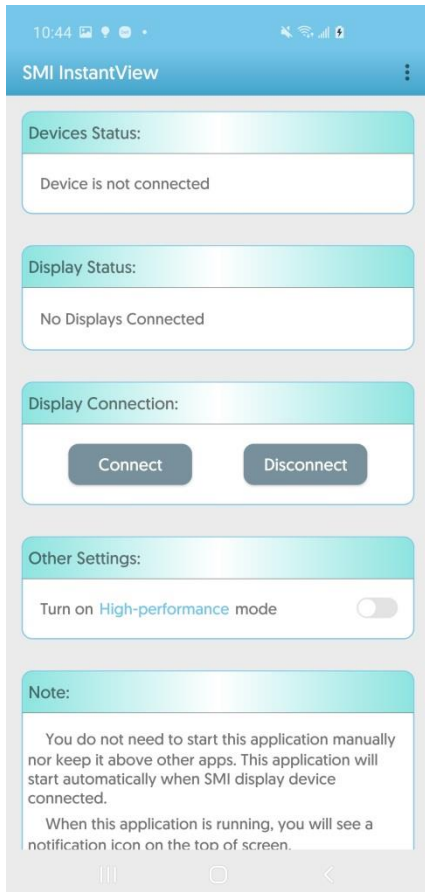 10:44
SMI InstantView
Devices Status:
Device is not connected
Display Status:
No Displays Connected
Display Connection:
Connect Disconnect
Other Settings:
Turn on High-performance mode
Note:
You do not need to start this application manually
nor keep it above other apps. This application will
start automatically when SMI display device
connected.
When this application is running, you will see a
notification icon on the top of screen.